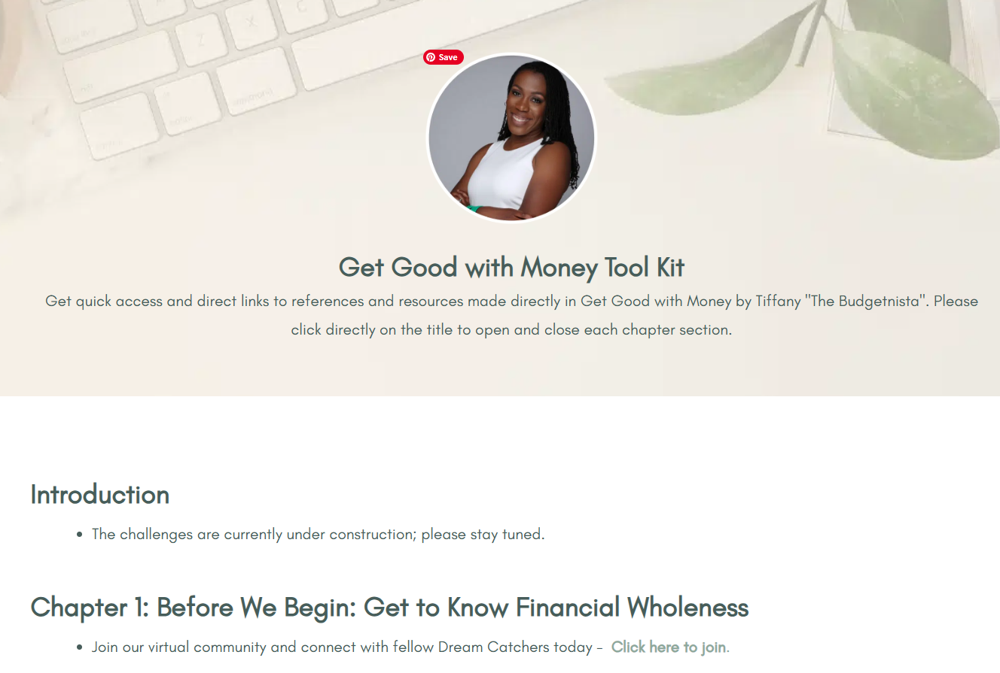 Z
X
C
Save
Get Good with Money Tool Kit
Get quick access and direct links to references and resources made directly in Get Good with Money by Tiffany "The Budgetnista". Please
click directly on the title to open and close each chapter section.
Introduction
• The challenges are currently under construction; please stay tuned.
Chapter 1: Before We Begin: Get to Know Financial Wholeness
• Join our virtual community and connect with fellow Dream Catchers today - Click here to join.